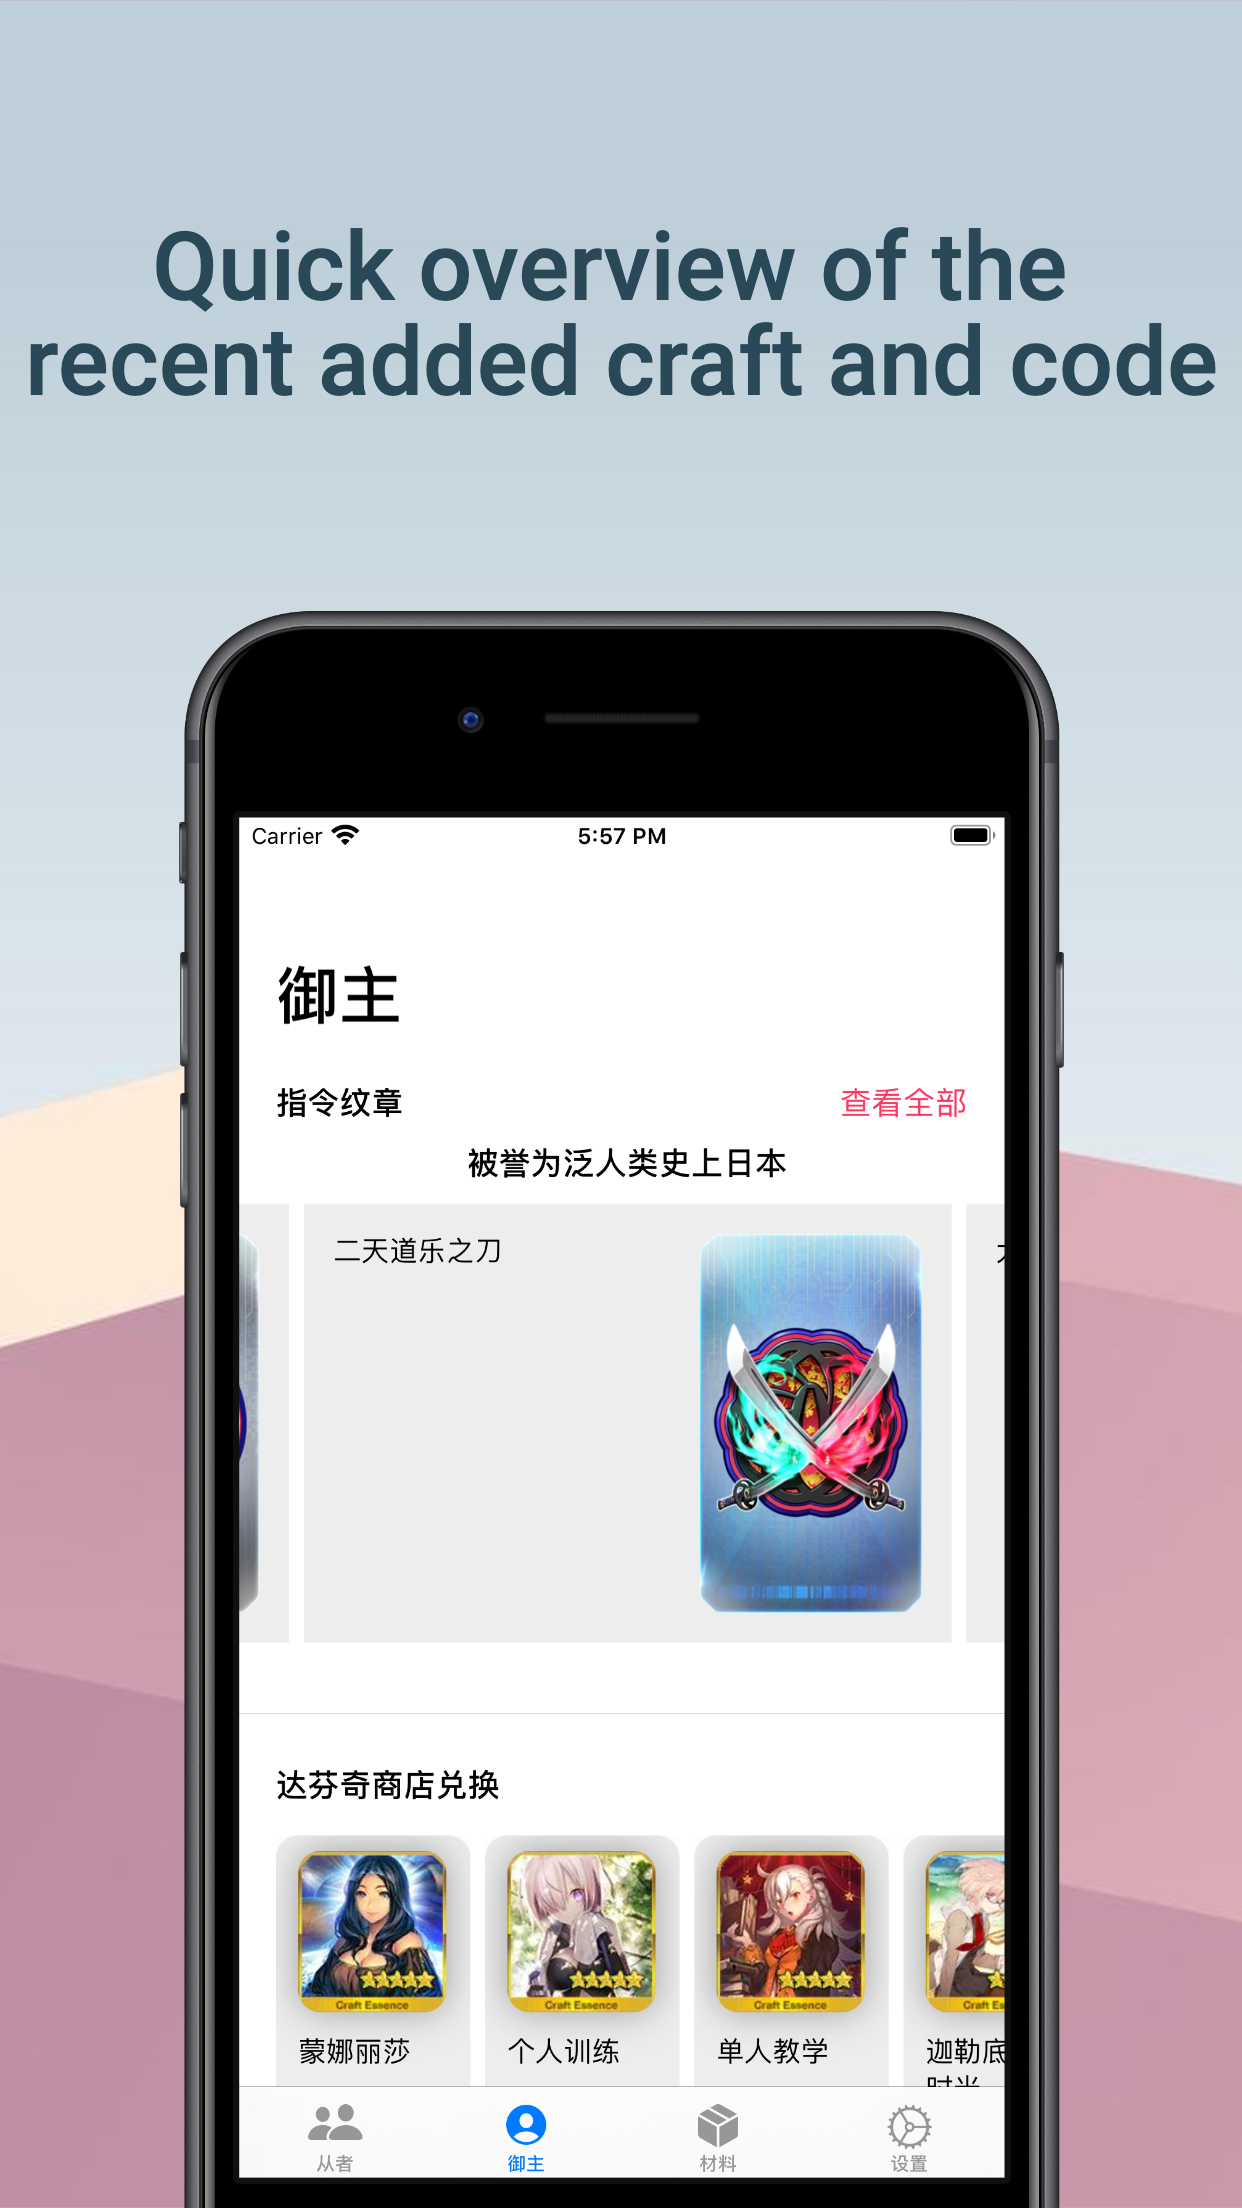 Quick overview of the
recent added craft and code
Carrier
5:57 PM
御主
指令纹章
查看全部
被誉为泛人类史上日本
二天道乐之刀
达芬奇商店兑换
Craft Essence
Craft Essence
Craft Essence
Craft Es
蒙娜丽莎
个人训练
单人教学
迦勒底
时光
从者
御主
材料
设置